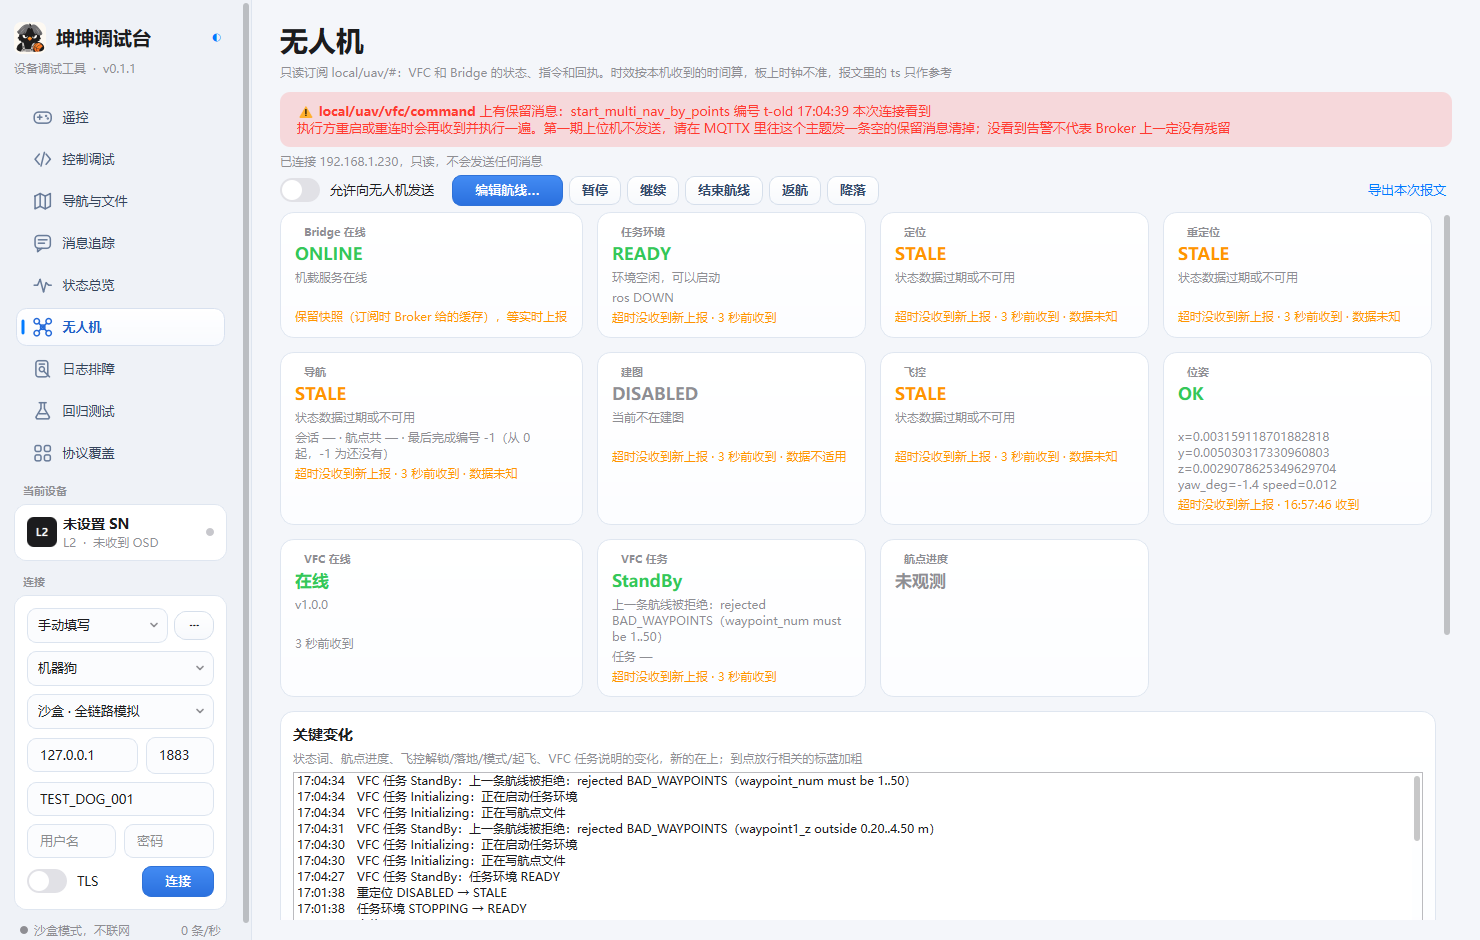 坤坤调试台
设备调试工具 · v0.1.1
遥控
控制调试
导航与文件
消息追踪
状态总览
无人机
日志排障
回归测试
协议覆盖
当前设备
L2
未设置 SN
L2 · 未收到 OSD
连接
手动填写
...
机器狗
沙盒 · 全链路模拟
127.0.0.1
1883
TEST_DOG_001
用户名
密码
TLS
连接
沙盒模式，不联网
0 条/秒
无人机
只读订阅 local/uav/#：VFC 和 Bridge 的状态、指令和回执。时效按本机收到的时间算，板上时钟不准，报文里的 ts 只作参考
local/uav/vfc/command 上有保留消息：start_multi_nav_by_points 编号 t-old 17:04:39 本次连接看到
执行方重启或重连时会再收到并执行一遍。第一期上位机不发送，请在 MQTTX 里往这个主题发一条空的保留消息清掉；没看到告警不代表 Broker 上一定没有残留
已连接 192.168.1.230，只读，不会发送任何消息
允许向无人机发送
编辑航线...
暂停
继续
结束航线
返航
降落
导出本次报文
Bridge 在线
ONLINE
机载服务在线
保留快照（订阅时 Broker 给的缓存），等实时上报
任务环境
READY
环境空闲，可以启动
ros DOWN
超时没收到新上报 · 3 秒前收到
定位
STALE
状态数据过期或不可用
超时没收到新上报 · 3 秒前收到 · 数据未知
重定位
STALE
状态数据过期或不可用
超时没收到新上报 · 3 秒前收到 · 数据未知
导航
STALE
状态数据过期或不可用
会话 — · 航点共 — · 最后完成编号 -1（从 0
起，-1 为还没有）
超时没收到新上报 · 3 秒前收到 · 数据未知
建图
DISABLED
当前不在建图
超时没收到新上报 · 3 秒前收到 · 数据不适用
飞控
STALE
状态数据过期或不可用
超时没收到新上报 · 3 秒前收到 · 数据未知
位姿
OK
x=0.003159118701882818
y=0.005030317330960803
z=0.0029078625349629704
yaw_deg=-1.4 speed=0.012
超时没收到新上报 · 16:57:46 收到
VFC 在线
在线
v1.0.0
3 秒前收到
VFC 任务
StandBy
上一条航线被拒绝：rejected
BAD_WAYPOINTS（waypoint_num must
be 1..50）
任务 —
超时没收到新上报 · 3 秒前收到
航点进度
未观测
关键变化
状态词、航点进度、飞控解锁/落地/模式/起飞、VFC 任务说明的变化，新的在上；到点放行相关的标蓝加粗
17:04:34 VFC 任务 StandBy：上一条航线被拒绝：rejected BAD_WAYPOINTS（waypoint_num must be 1..50）
17:04:34 VFC 任务 Initializing：正在启动任务环境
17:04:34 VFC 任务 Initializing：正在写航点文件
17:04:31 VFC 任务 StandBy：上一条航线被拒绝：rejected BAD_WAYPOINTS（waypoint1_z outside 0.20..4.50 m）
17:04:30 VFC 任务 Initializing：正在启动任务环境
17:04:30 VFC 任务 Initializing：正在写航点文件
17:04:27 VFC 任务 StandBy：任务环境 READY
17:01:38 重定位 DISABLED → STALE
17:01:38 任务环境 STOPPING → READY